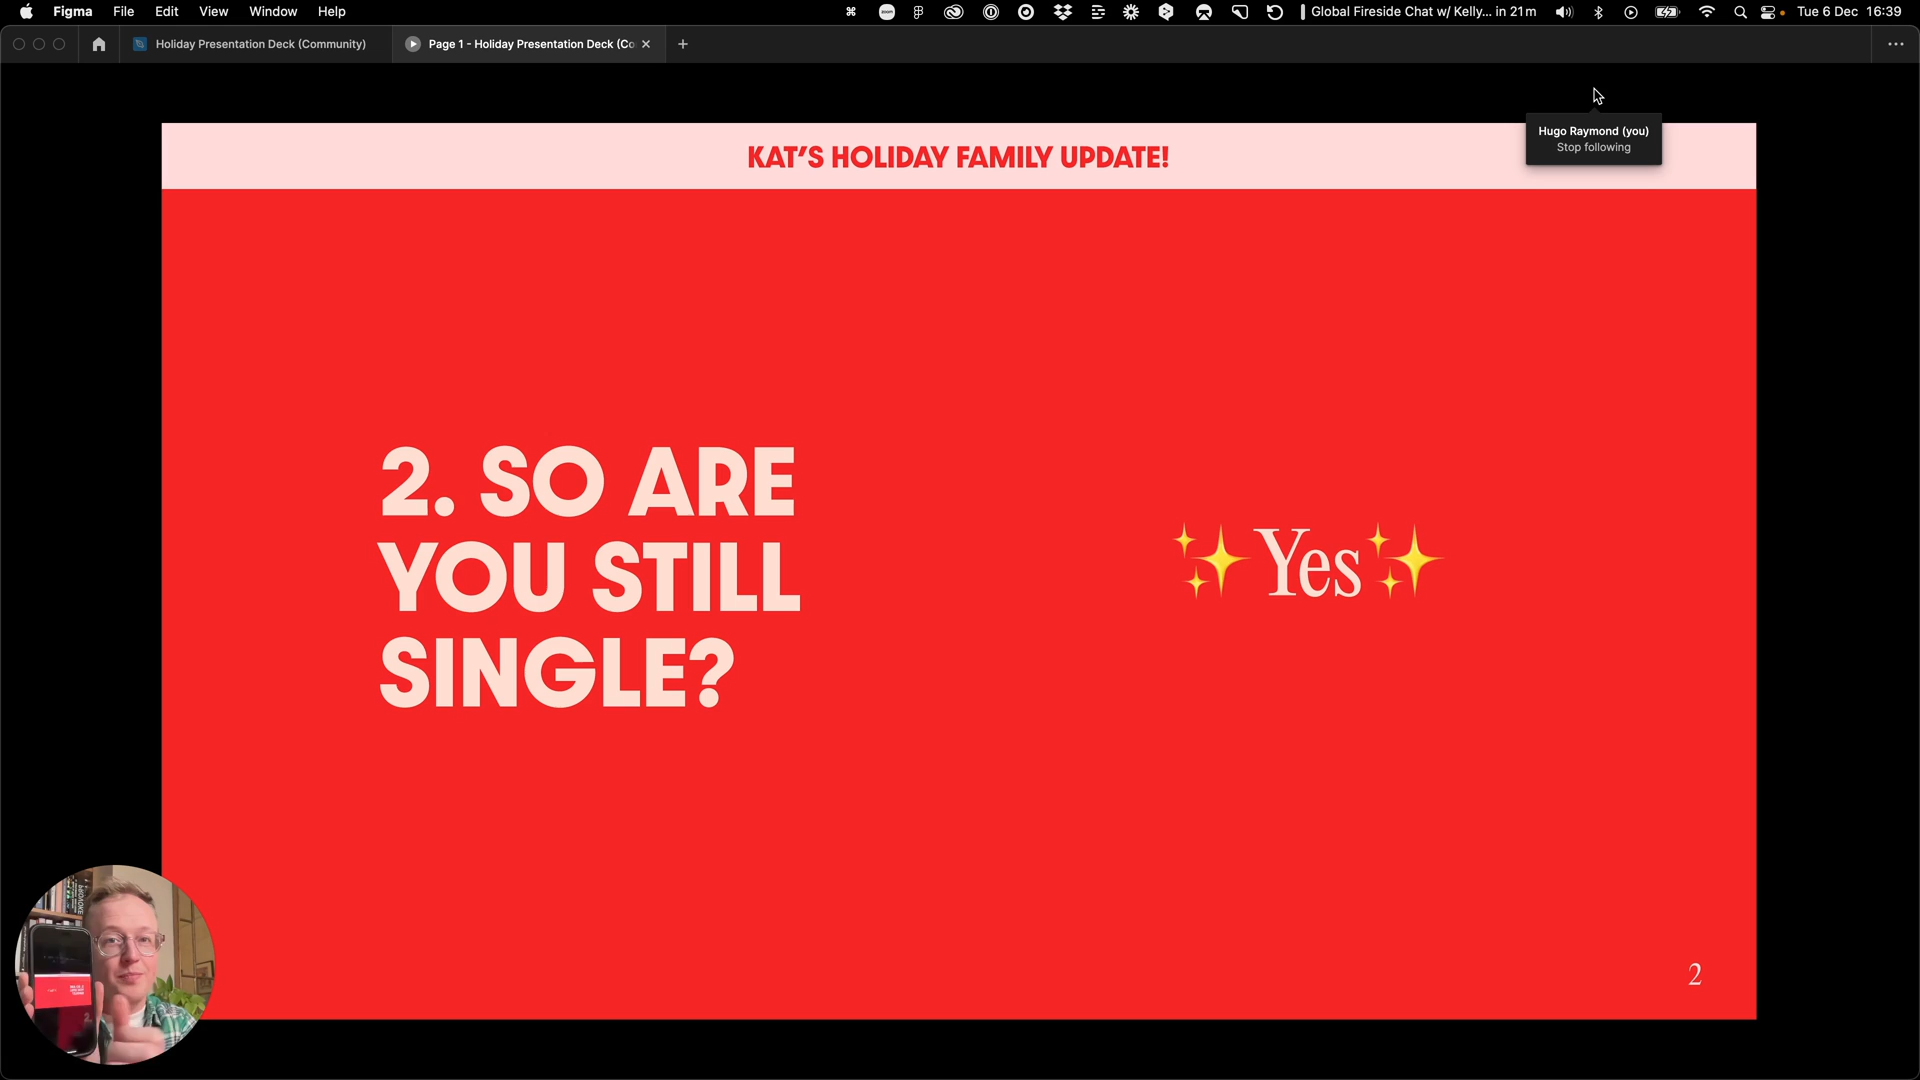 Figma File Edit View Window Help
Global Fireside Chat w/ Kelly... in 21m
Tue 6 Dec 16:39
Holiday Presentation Deck (Community)
Page 1 - Holiday Presentation Deck (Co
KAT’S HOLIDAY FAMILY UPDATE!
Hugo Raymond (you)
Stop following
2. SO ARE
YOU STILL
SINGLE?
✨Yes✨
2
PROVOKE